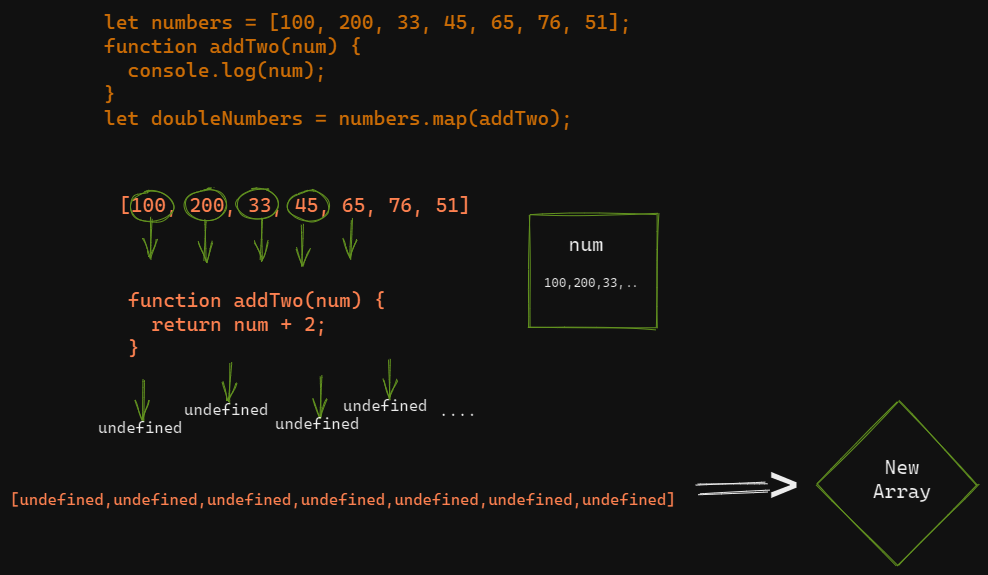 let numbers = [100, 200, 33, 45, 65, 76, 51];
function addTwo(num) {
  console.log(num);
}
let doubleNumbers = numbers.map(addTwo);
[100, 200, 33, 45, 65, 76, 51]
num
100,200,33,..
function addTwo(num) {
  return num + 2;
}
undefined
undefined
undefined
undefined
....
[undefined,undefined,undefined,undefined,undefined,undefined,undefined]
=>
New
Array